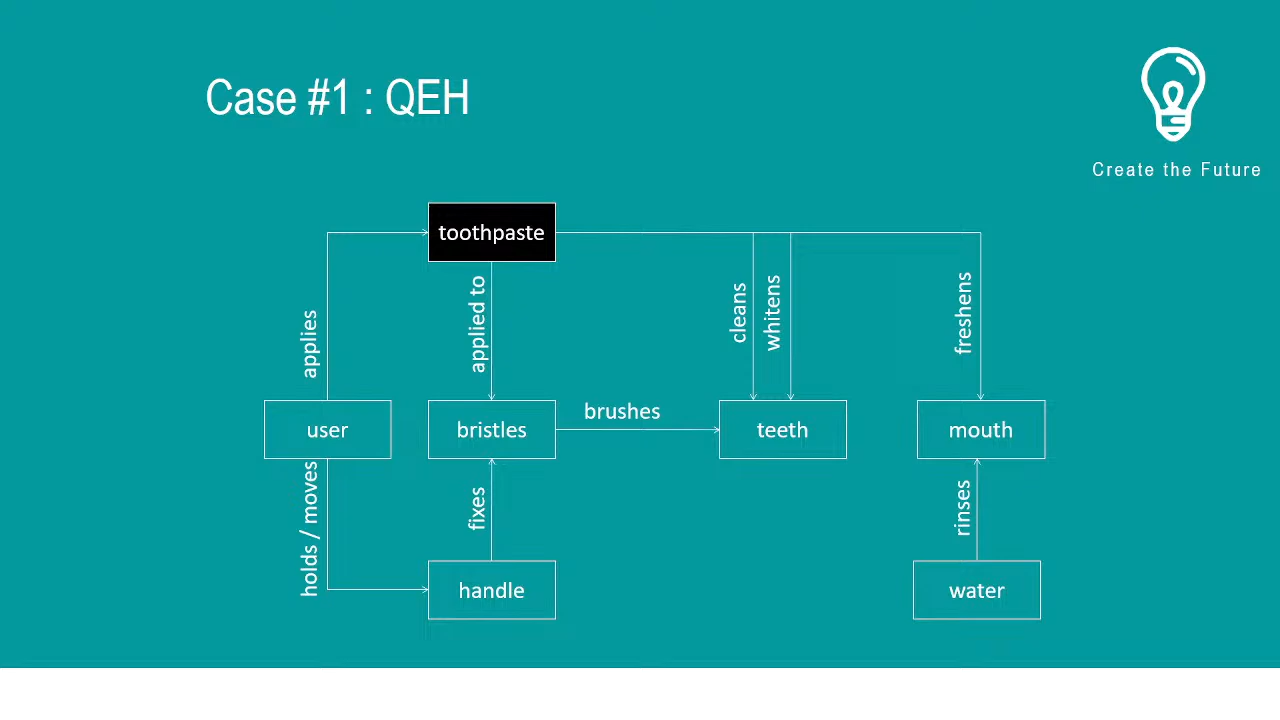 Case #1 : QEH
Create the Future
toothpaste
applies
applied to
cleans
whitens
freshens
user
bristles
brushes
teeth
mouth
holds / moves
fixes
rinses
handle
water